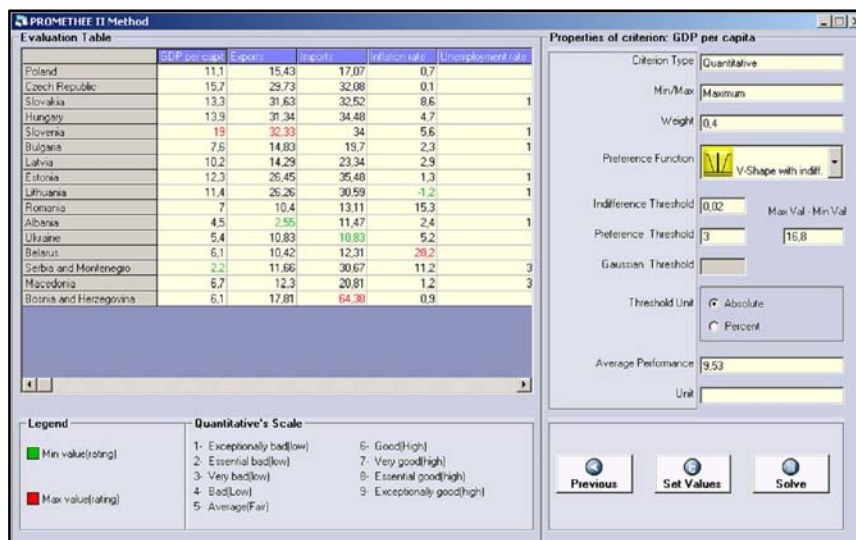 PROMETHEE II Method
Evaluation Table
GDP per capit Exports Imports Inflation rate Unemployment rate
Poland 11,1 15,43 17,07 0,7
Czech Republic 15,7 29,73 32,08 0,1
Slovakia 13,3 31,63 32,52 8,6 1
Hungary 13,9 31,34 34,48 4,7
Slovenia 19 32,33 34 5,6 1
Bulgaria 7,6 14,83 19,7 2,3 1
Latvia 10,2 14,29 23,34 2,9
Estonia 12,3 26,45 35,48 1,3 1
Lithuania 11,4 26,26 30,59 -1,2 1
Romania 7 10,4 13,11 15,3
Albania 4,5 2,55 11,47 2,4 1
Ukraine 5,4 10,83 10,83 5,2
Belarus 6,1 10,42 12,31 28,2
Serbia and Montenegro 2,2 11,66 30,67 11,2 3
Macedonia 6,7 12,3 20,81 1,2 3
Bosnia and Herzegovina 6,1 17,81 64,38 0,9
Legend
Min value(rating)
Max value(rating)
Quantitative's Scale
1- Exceptionally bad(low)
2- Essential bad(low)
3- Very bad(low)
4- Bad(Low)
5- Average(Fair)
6- Good(High)
7- Very good(high)
8- Essential good(high)
9- Exceptionally good(high)
Properties of criterion: GDP per capita
Criterion Type Quantitative
Min/Max Maximum
Weight 0,4
Preference Function V-Shape with indiff.
Indifference Threshold 0,02 Max Val - Min Val
Preference Threshold 3 16,8
Gaussian Threshold
Threshold Unit Absolute
Percent
Average Performance 9,53
Unit
Previous Set Values Solve